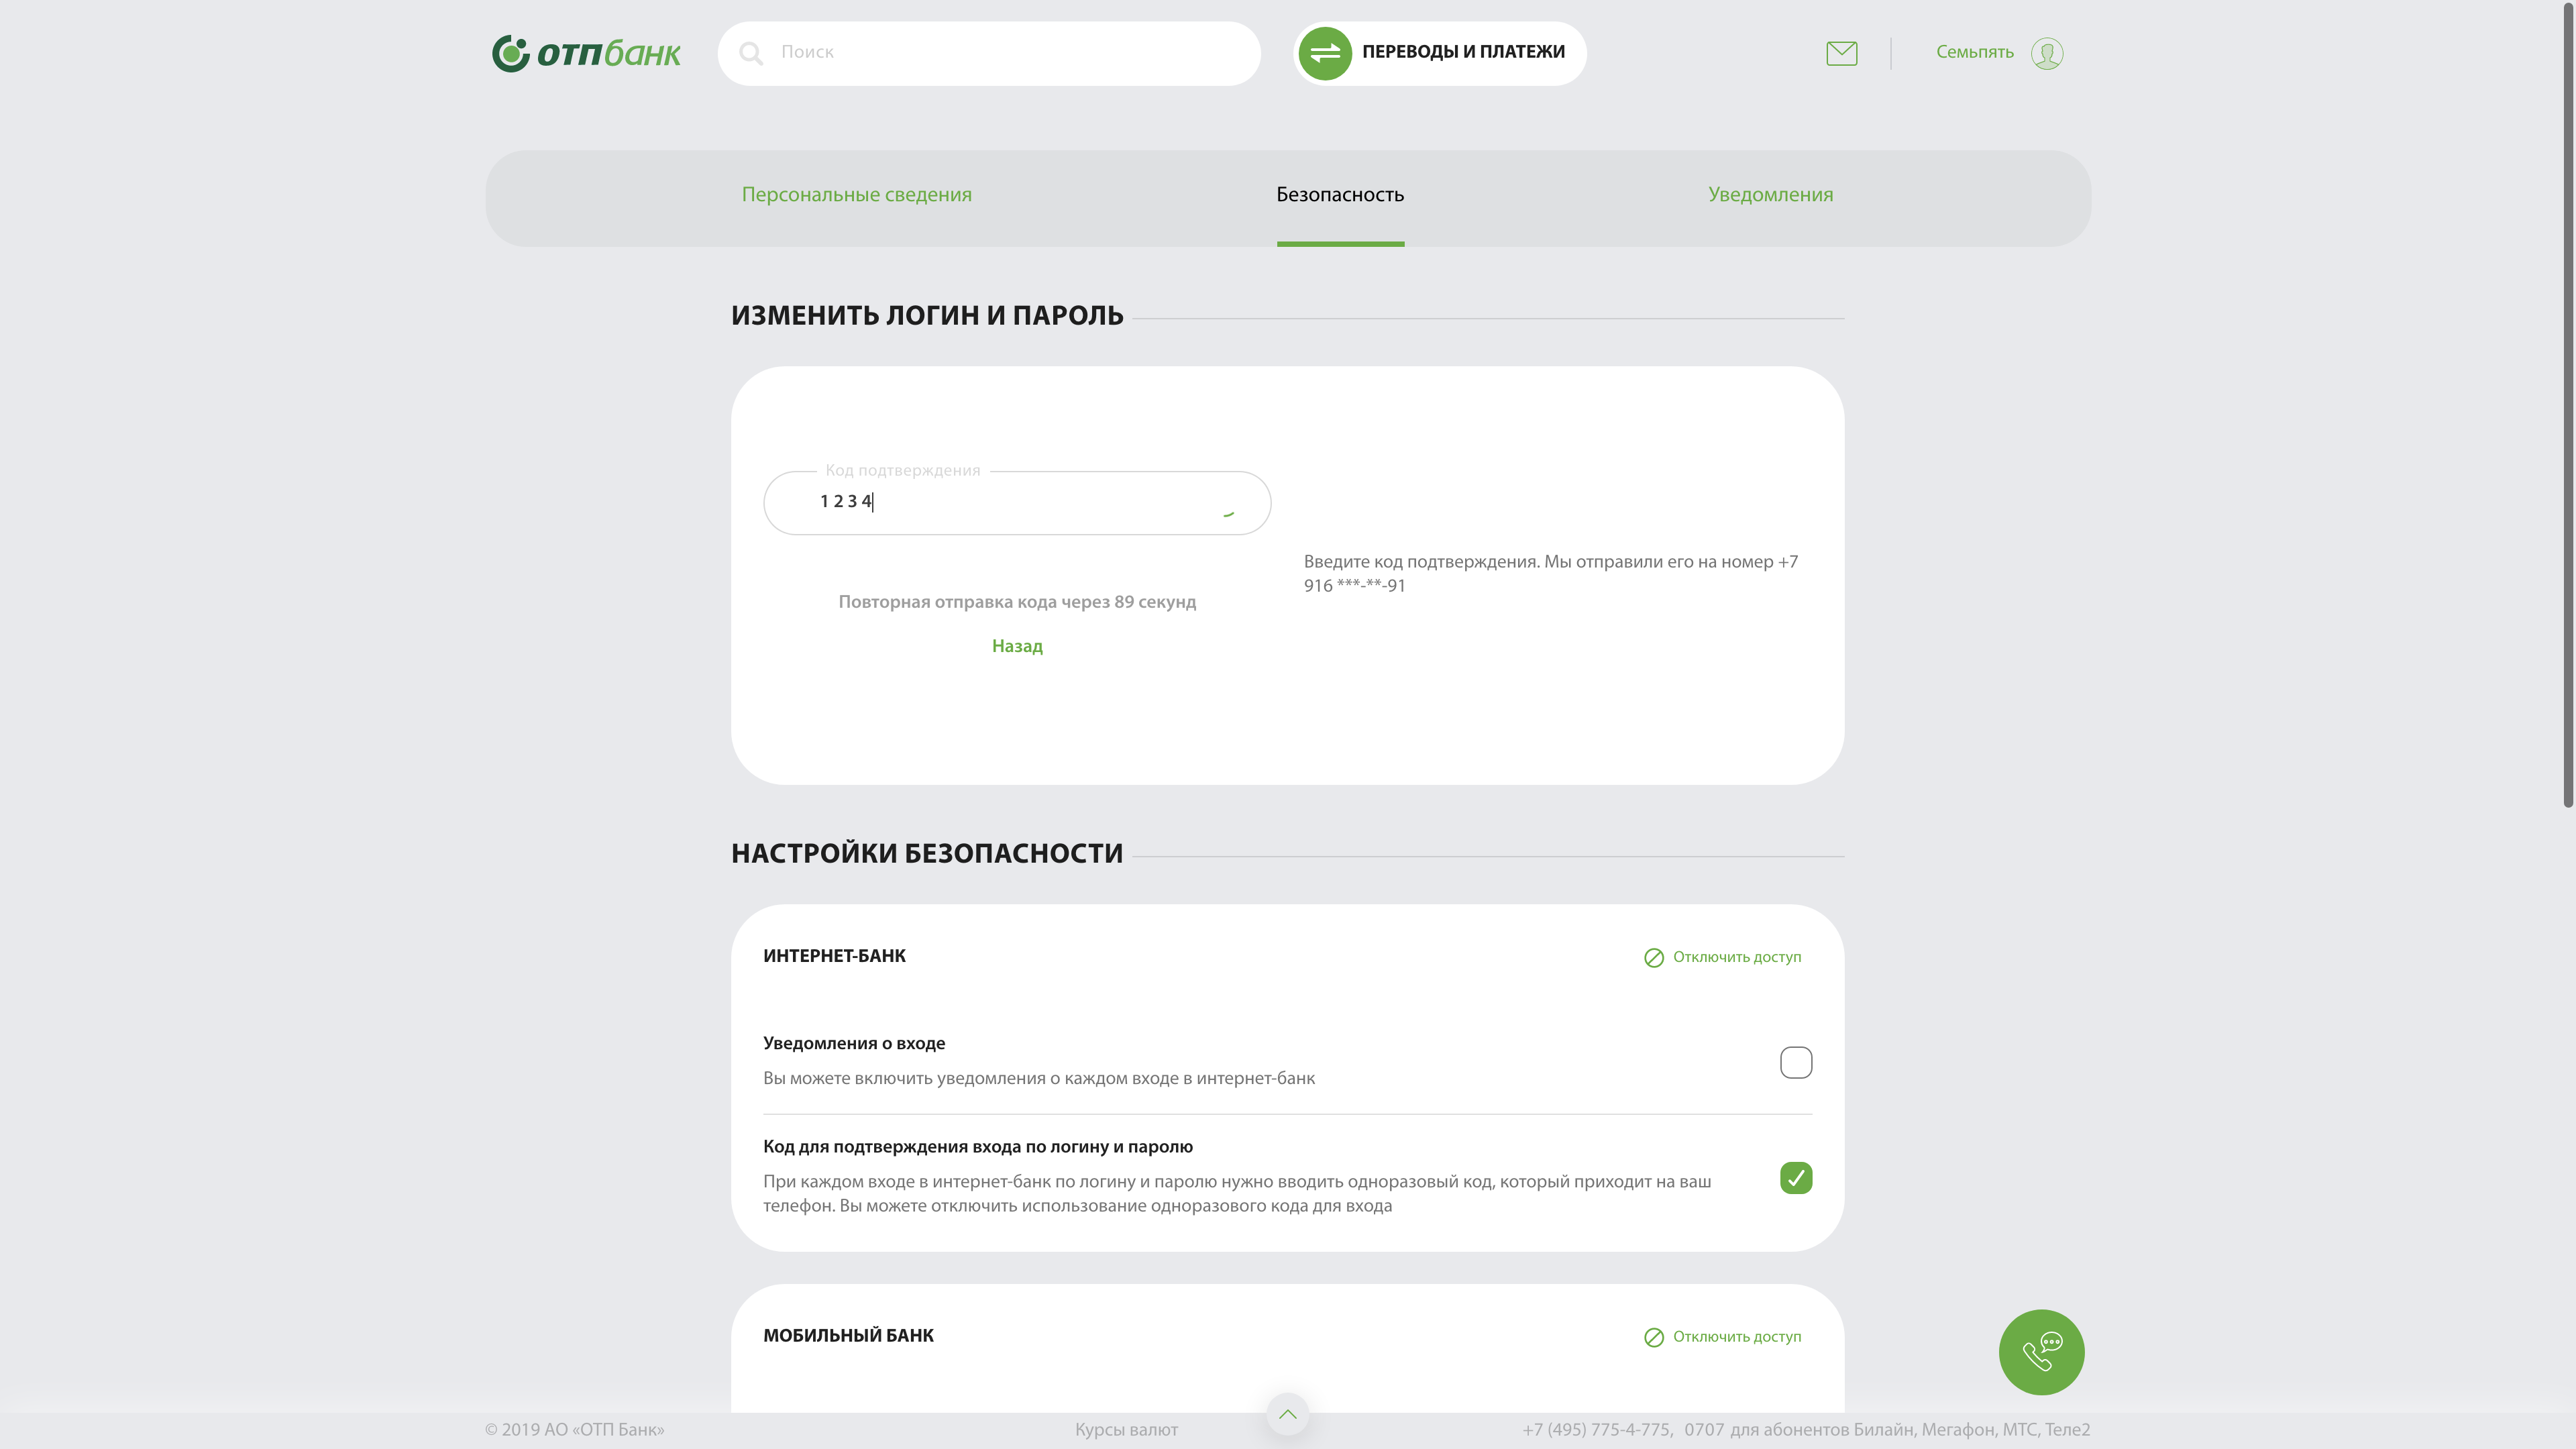 отпбанк
Поиск
ПЕРЕВОДЫ И ПЛАТЕЖИ
Семьпять
Персональные сведения
Безопасность
Уведомления
ИЗМЕНИТЬ ЛОГИН И ПАРОЛЬ
Код подтверждения
1 2 3 4
Введите код подтверждения. Мы отправили его на номер +7
916 ***-**-91
Повторная отправка кода через 89 секунд
Назад
НАСТРОЙКИ БЕЗОПАСНОСТИ
ИНТЕРНЕТ-БАНК
Отключить доступ
Уведомления о входе
Вы можете включить уведомления о каждом входе в интернет-банк
Код для подтверждения входа по логину и паролю
При каждом входе в интернет-банк по логину и паролю нужно вводить одноразовый код, который приходит на ваш
телефон. Вы можете отключить использование одноразового кода для входа
МОБИЛЬНЫЙ БАНК
Отключить доступ
© 2019 АО «ОТП Банк»
Курсы валют
+7 (495) 775-4-775, 0707 для абонентов Билайн, Мегафон, МТС, Теле2